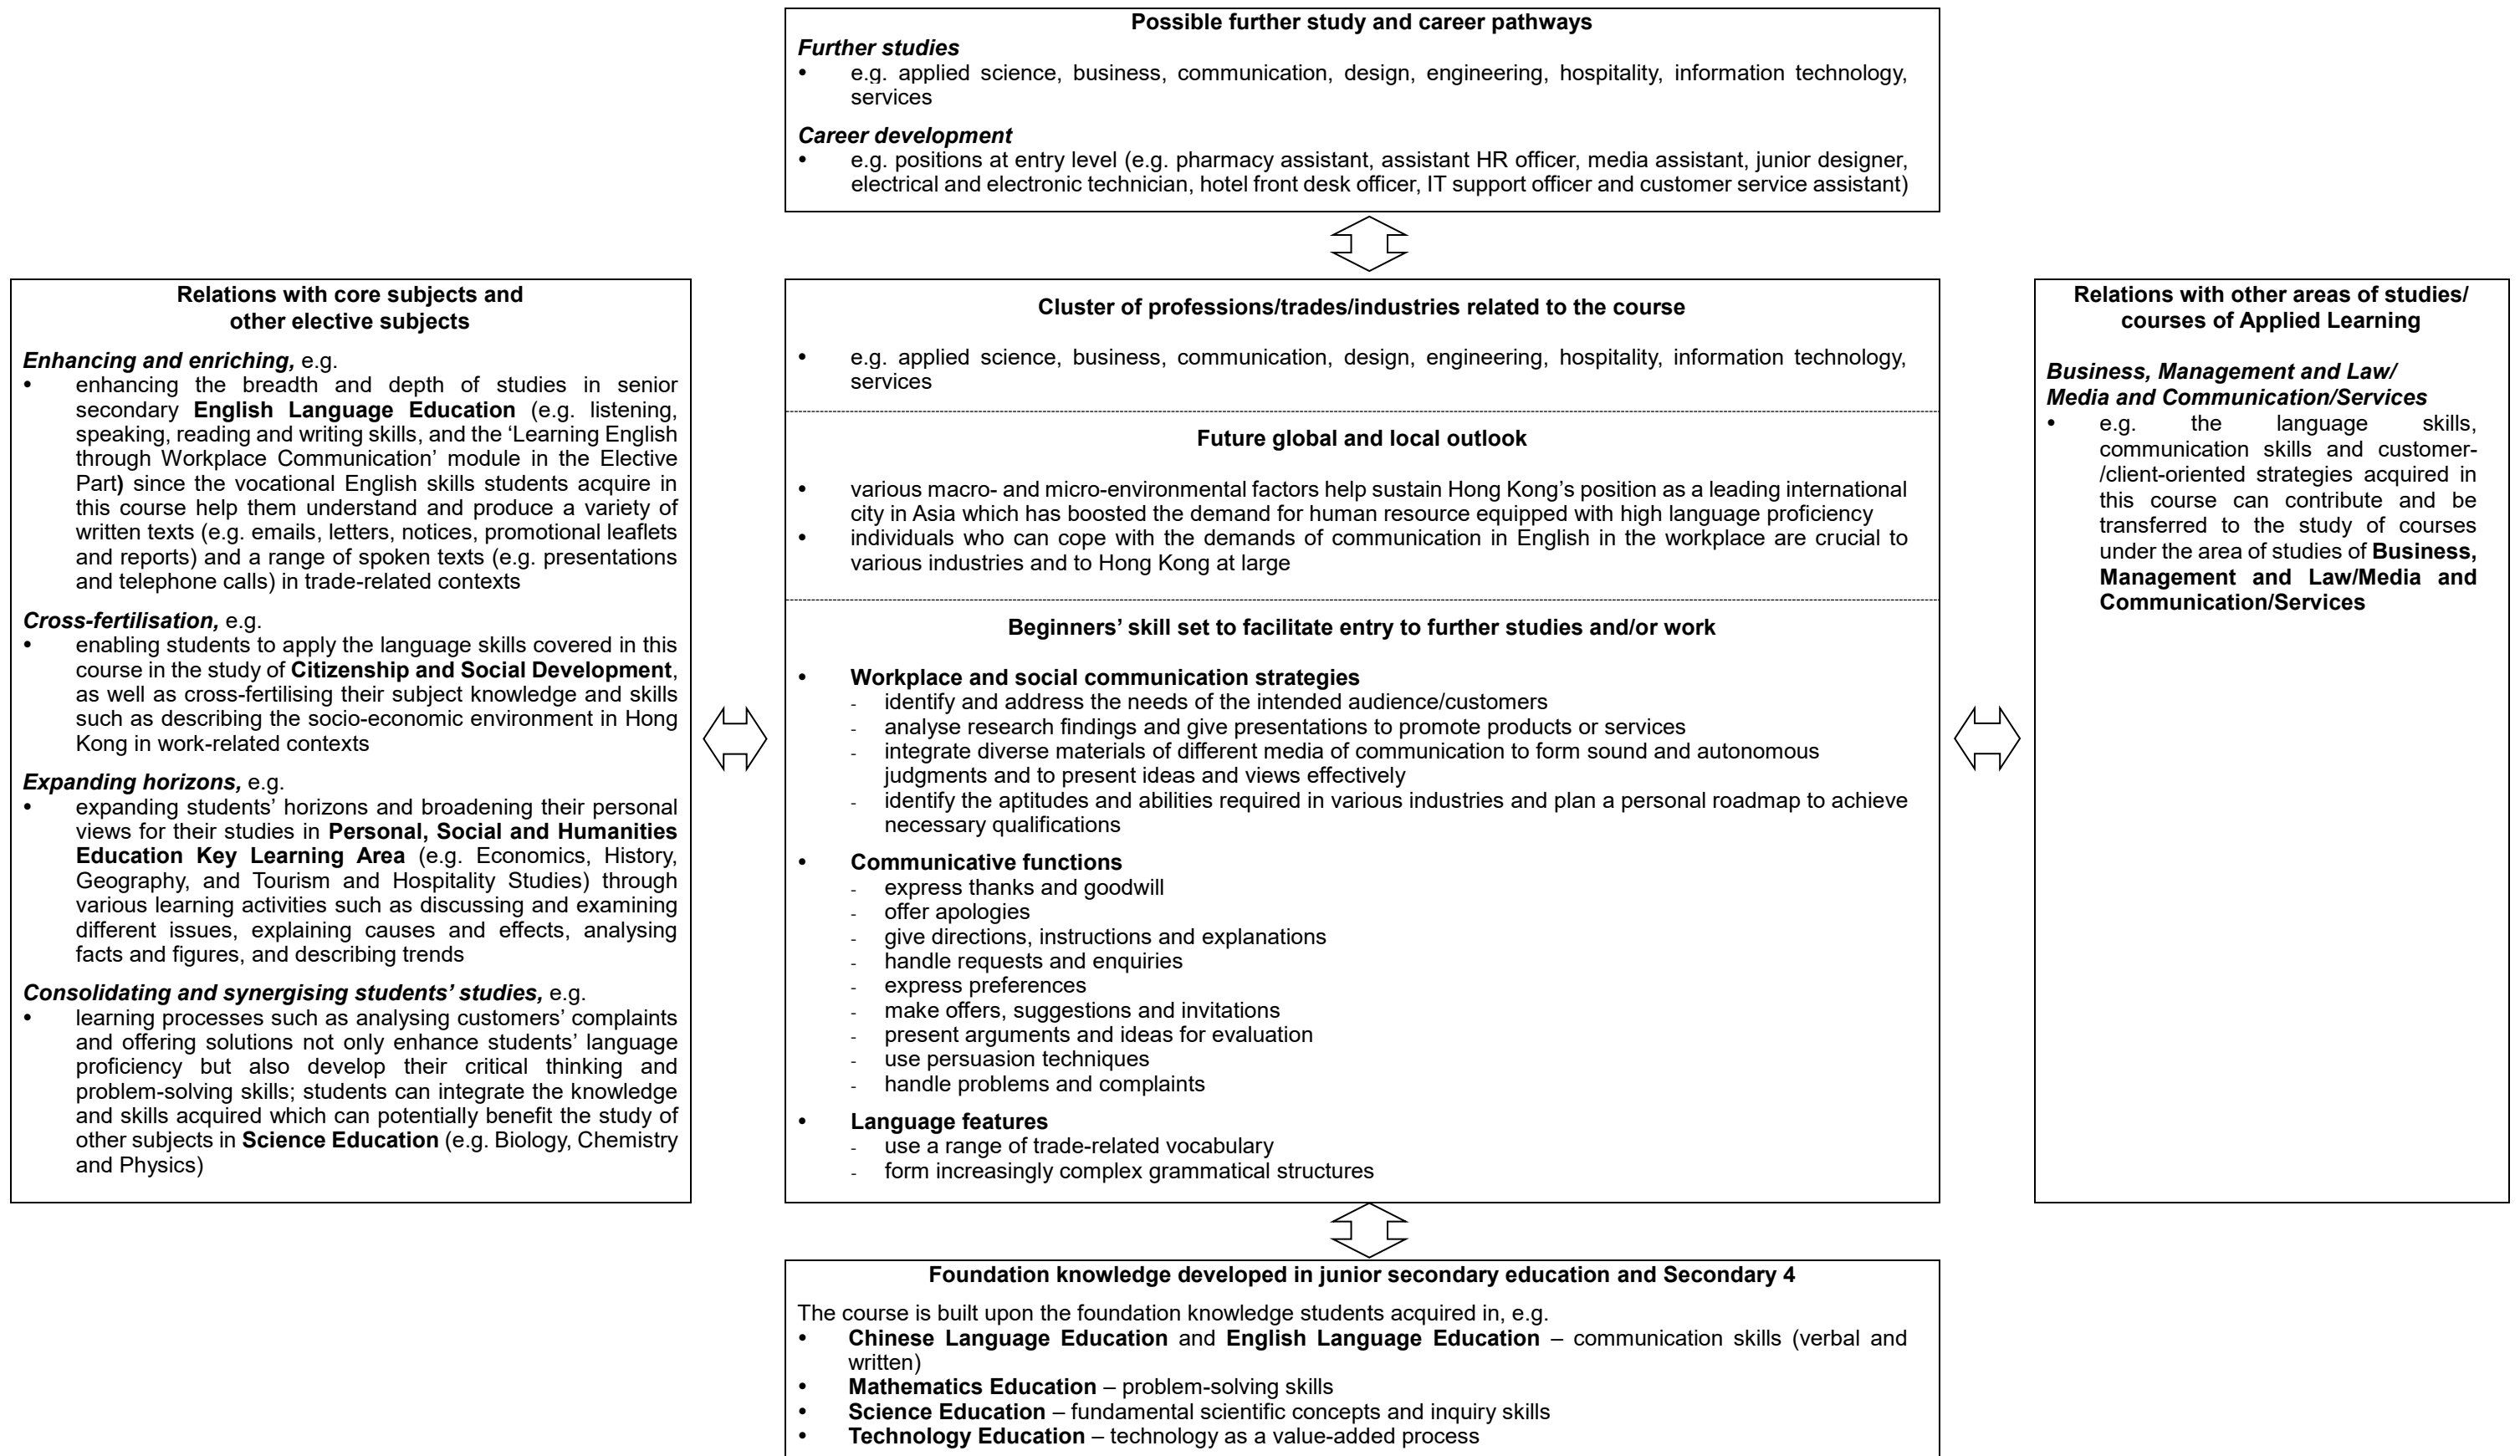 Possible further study and career pathways
Further studies
• e.g. applied science, business, communication, design, engineering, hospitality, information technology,
services
Career development
• e.g. positions at entry level (e.g. pharmacy assistant, assistant HR officer, media assistant, junior designer,
electrical and electronic technician, hotel front desk officer, IT support officer and customer service assistant)
Relations with core subjects and
other elective subjects
Enhancing and enriching, e.g.
• enhancing the breadth and depth of studies in senior
secondary English Language Education (e.g. listening,
speaking, reading and writing skills, and the ‘Learning English
through Workplace Communication’ module in the Elective
Part) since the vocational English skills students acquire in
this course help them understand and produce a variety of
written texts (e.g. emails, letters, notices, promotional leaflets
and reports) and a range of spoken texts (e.g. presentations
and telephone calls) in trade-related contexts
Cross-fertilisation, e.g.
• enabling students to apply the language skills covered in this
course in the study of Citizenship and Social Development,
as well as cross-fertilising their subject knowledge and skills
such as describing the socio-economic environment in Hong
Kong in work-related contexts
Expanding horizons, e.g.
• expanding students’ horizons and broadening their personal
views for their studies in Personal, Social and Humanities
Education Key Learning Area (e.g. Economics, History,
Geography, and Tourism and Hospitality Studies) through
various learning activities such as discussing and examining
different issues, explaining causes and effects, analysing
facts and figures, and describing trends
Consolidating and synergising students’ studies, e.g.
• learning processes such as analysing customers’ complaints
and offering solutions not only enhance students’ language
proficiency but also develop their critical thinking and
problem-solving skills; students can integrate the knowledge
and skills acquired which can potentially benefit the study of
other subjects in Science Education (e.g. Biology, Chemistry
and Physics)
Cluster of professions/trades/industries related to the course
• e.g. applied science, business, communication, design, engineering, hospitality, information technology,
services
Future global and local outlook
• various macro- and micro-environmental factors help sustain Hong Kong’s position as a leading international
city in Asia which has boosted the demand for human resource equipped with high language proficiency
• individuals who can cope with the demands of communication in English in the workplace are crucial to
various industries and to Hong Kong at large
Beginners’ skill set to facilitate entry to further studies and/or work
• Workplace and social communication strategies
- identify and address the needs of the intended audience/customers
- analyse research findings and give presentations to promote products or services
- integrate diverse materials of different media of communication to form sound and autonomous
judgments and to present ideas and views effectively
- identify the aptitudes and abilities required in various industries and plan a personal roadmap to achieve
necessary qualifications
• Communicative functions
- express thanks and goodwill
- offer apologies
- give directions, instructions and explanations
- handle requests and enquiries
- express preferences
- make offers, suggestions and invitations
- present arguments and ideas for evaluation
- use persuasion techniques
- handle problems and complaints
• Language features
- use a range of trade-related vocabulary
- form increasingly complex grammatical structures
Relations with other areas of studies/
courses of Applied Learning
Business, Management and Law/
Media and Communication/Services
• e.g. the language skills,
communication skills and customer-
/client-oriented strategies acquired in
this course can contribute and be
transferred to the study of courses
under the area of studies of Business,
Management and Law/Media and
Communication/Services
Foundation knowledge developed in junior secondary education and Secondary 4
The course is built upon the foundation knowledge students acquired in, e.g.
• Chinese Language Education and English Language Education – communication skills (verbal and
written)
• Mathematics Education – problem-solving skills
• Science Education – fundamental scientific concepts and inquiry skills
• Technology Education – technology as a value-added process